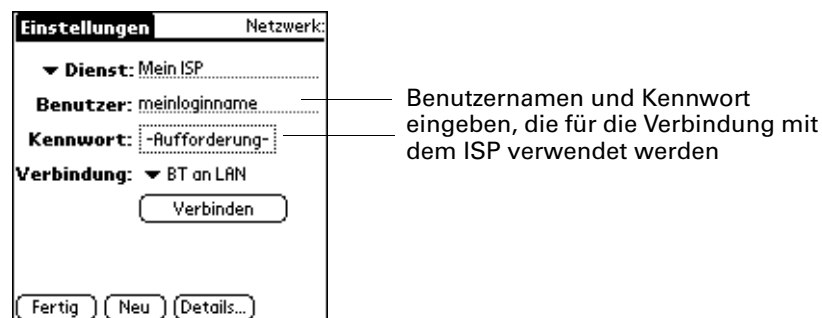 Einstellungen Netzwerk:
Dienst: Mein ISP
Benutzer: meinloginname
Kennwort: -Aufforderung-
Verbindung: BT an LAN
Verbinden
Fertig Neu Details...
Benutzernamen und Kennwort
eingeben, die für die Verbindung mit
dem ISP verwendet werden